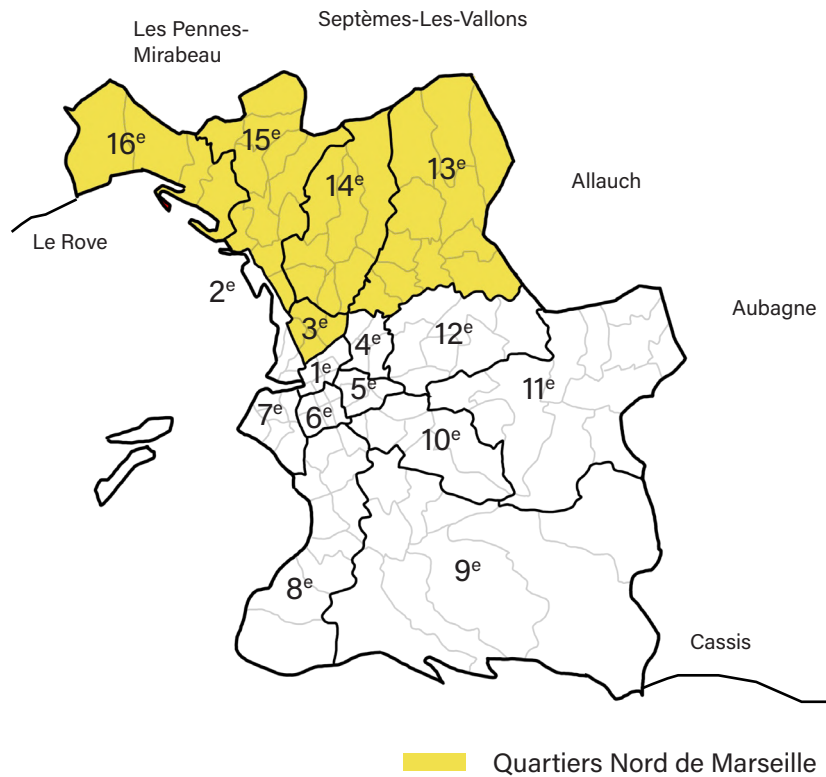 Septèmes-Les-Vallons
Les Pennes-
Mirabeau
16e
15e
14e
13e
Allauch
Le Rove
2e
Aubagne
3e
4e
12e
1e
5e
11e
7e
6e
10e
9e
8e
Cassis
Quartiers Nord de Marseille